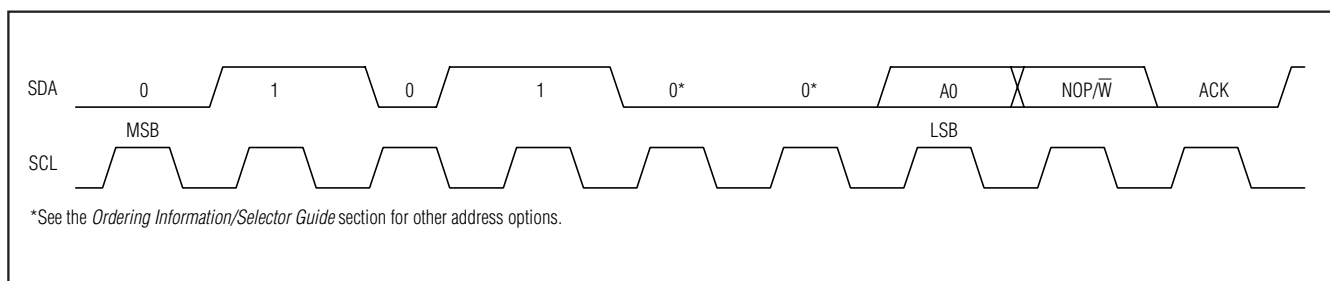 SDA 0 1 0 1 0* 0* A0 NOP/W̅ ACK
MSB LSB
SCL
*See the Ordering Information/Selector Guide section for other address options.